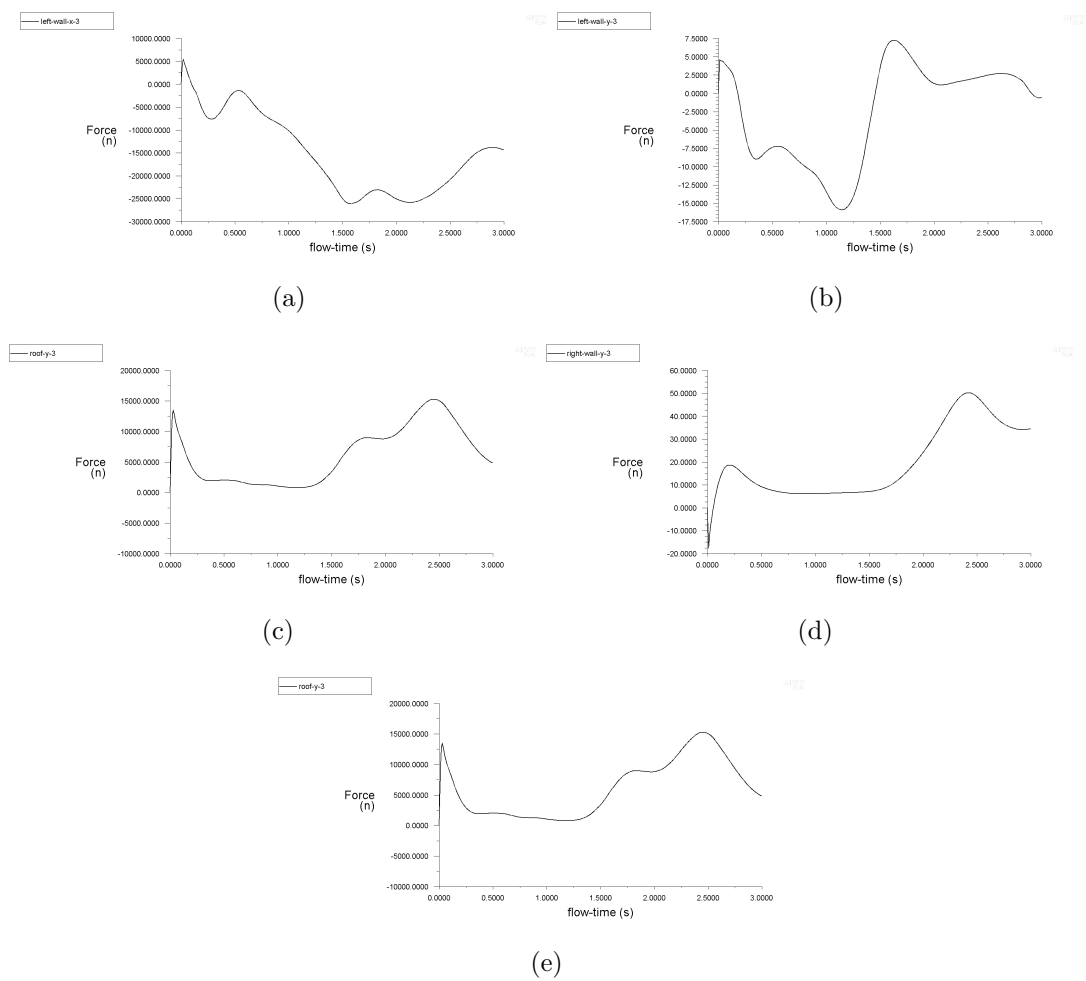 left-wall-x-3
10000.0000
5000.0000
0.0000
-5000.0000
-10000.0000
-15000.0000
-20000.0000
-25000.0000
-30000.0000
Force
(n)
0.0000 0.5000 1.0000 1.5000 2.0000 2.5000 3.0000
flow-time (s)
(a)
left-wall-y-3
7.5000
5.0000
2.5000
0.0000
-2.5000
-5.0000
-7.5000
-10.0000
-12.5000
-15.0000
-17.5000
Force
(n)
0.0000 0.5000 1.0000 1.5000 2.0000 2.5000 3.0000
flow-time (s)
(b)
roof-y-3
20000.0000
15000.0000
10000.0000
5000.0000
0.0000
-5000.0000
-10000.0000
Force
(n)
0.0000 0.5000 1.0000 1.5000 2.0000 2.5000 3.0000
flow-time (s)
(c)
right-wall-y-3
60.0000
50.0000
40.0000
30.0000
20.0000
10.0000
0.0000
-10.0000
-20.0000
Force
(n)
0.0000 0.5000 1.0000 1.5000 2.0000 2.5000 3.0000
flow-time (s)
(d)
roof-y-3
20000.0000
15000.0000
10000.0000
5000.0000
0.0000
-5000.0000
-10000.0000
Force
(n)
0.0000 0.5000 1.0000 1.5000 2.0000 2.5000 3.0000
flow-time (s)
(e)